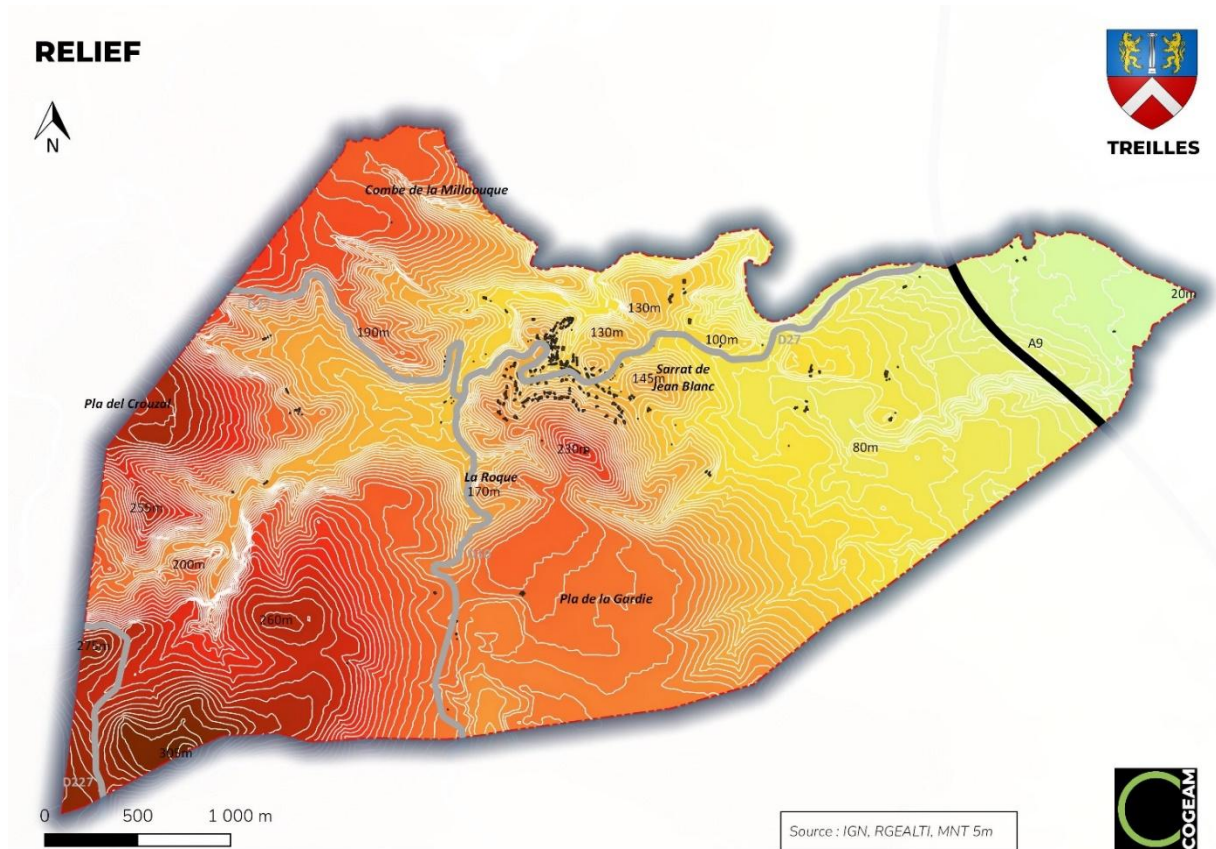 RELIEF
N
TREILLES
Combe de la Millaouque
20m
130m
190m
130m
100m
D27
A9
Sarrat de
Jean Blanc
145m
Pla del Crouzal
230m
80m
La Roque
170m
255m
200m
Pla de la Gardie
260m
275m
305m
D227
0 500 1 000 m
Source : IGN, RGEALTI, MNT 5m
COGEAM